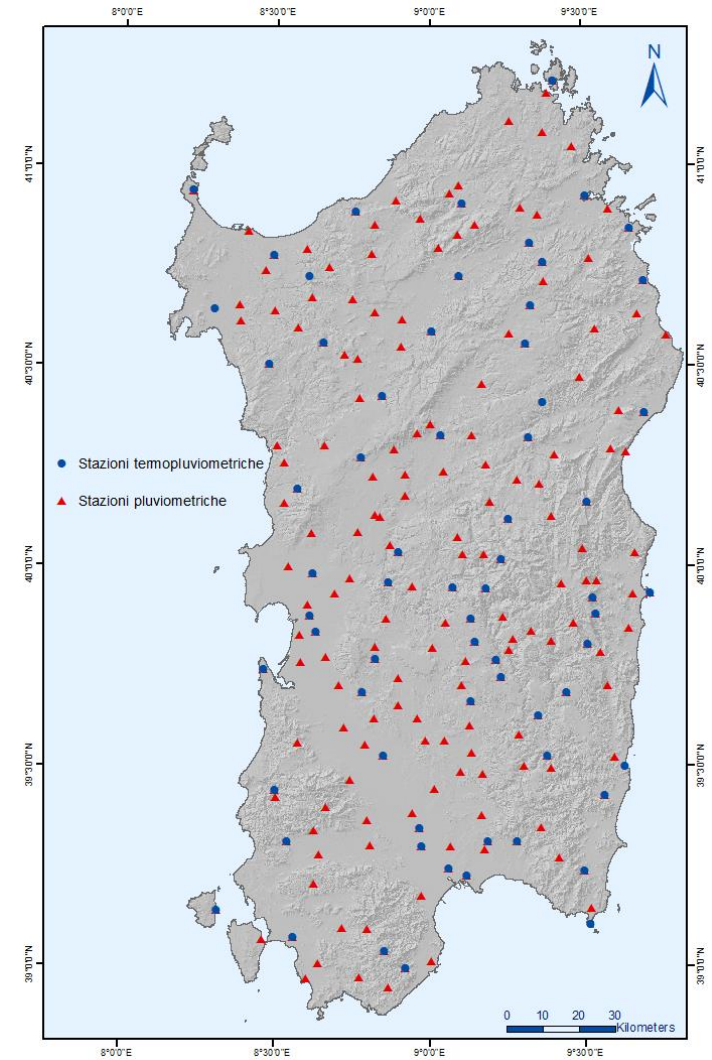 8°0'0"E 8°30'0"E 9°0'0"E 9°30'0"E
N
41°0'0"N 41°0'0"N
40°30'0"N 40°30'0"N
Stazioni termopluviometriche
Stazioni pluviometriche
40°0'0"N 40°0'0"N
39°30'0"N 39°30'0"N
39°0'0"N 39°0'0"N
0 10 20 30
Kilometers
8°0'0"E 8°30'0"E 9°0'0"E 9°30'0"E